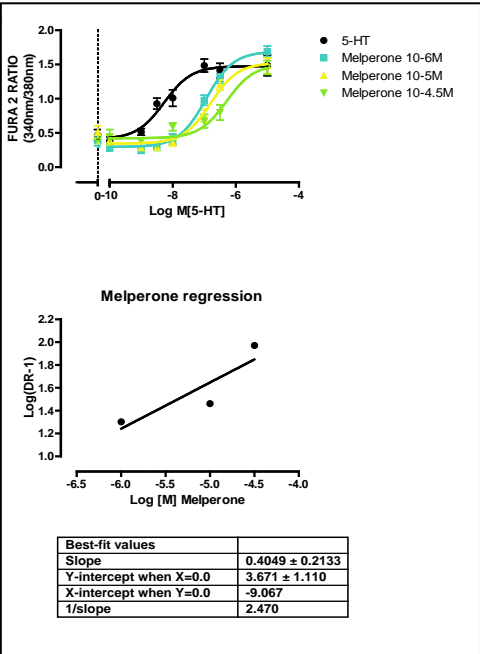 2.0
1.5
1.0
0.5
0.0
FURA 2 RATIO
(340nm/380nm)
0 -10 -8 -6 -4
Log M[5-HT]
5-HT
Melperone 10-6M
Melperone 10-5M
Melperone 10-4.5M
Melperone regression
2.2
2.0
1.8
1.6
1.4
1.2
1.0
Log(DR-1)
-6.5 -6.0 -5.5 -5.0 -4.5 -4.0
Log [M] Melperone
Best-fit values
Slope 0.4049 ± 0.2133
Y-intercept when X=0.0 3.671 ± 1.110
X-intercept when Y=0.0 -9.067
1/slope 2.470